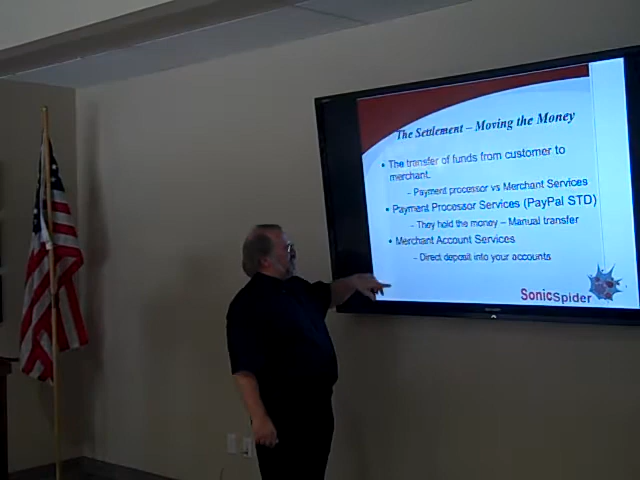 The Settlement – Moving the Money
• The transfer of funds from customer to
merchant.
– Payment processor vs Merchant Services
• Payment Processor Services (PayPal STD)
– They hold the money – Manual transfer
• Merchant Account Services
– Direct deposit into your accounts
SonicSpider